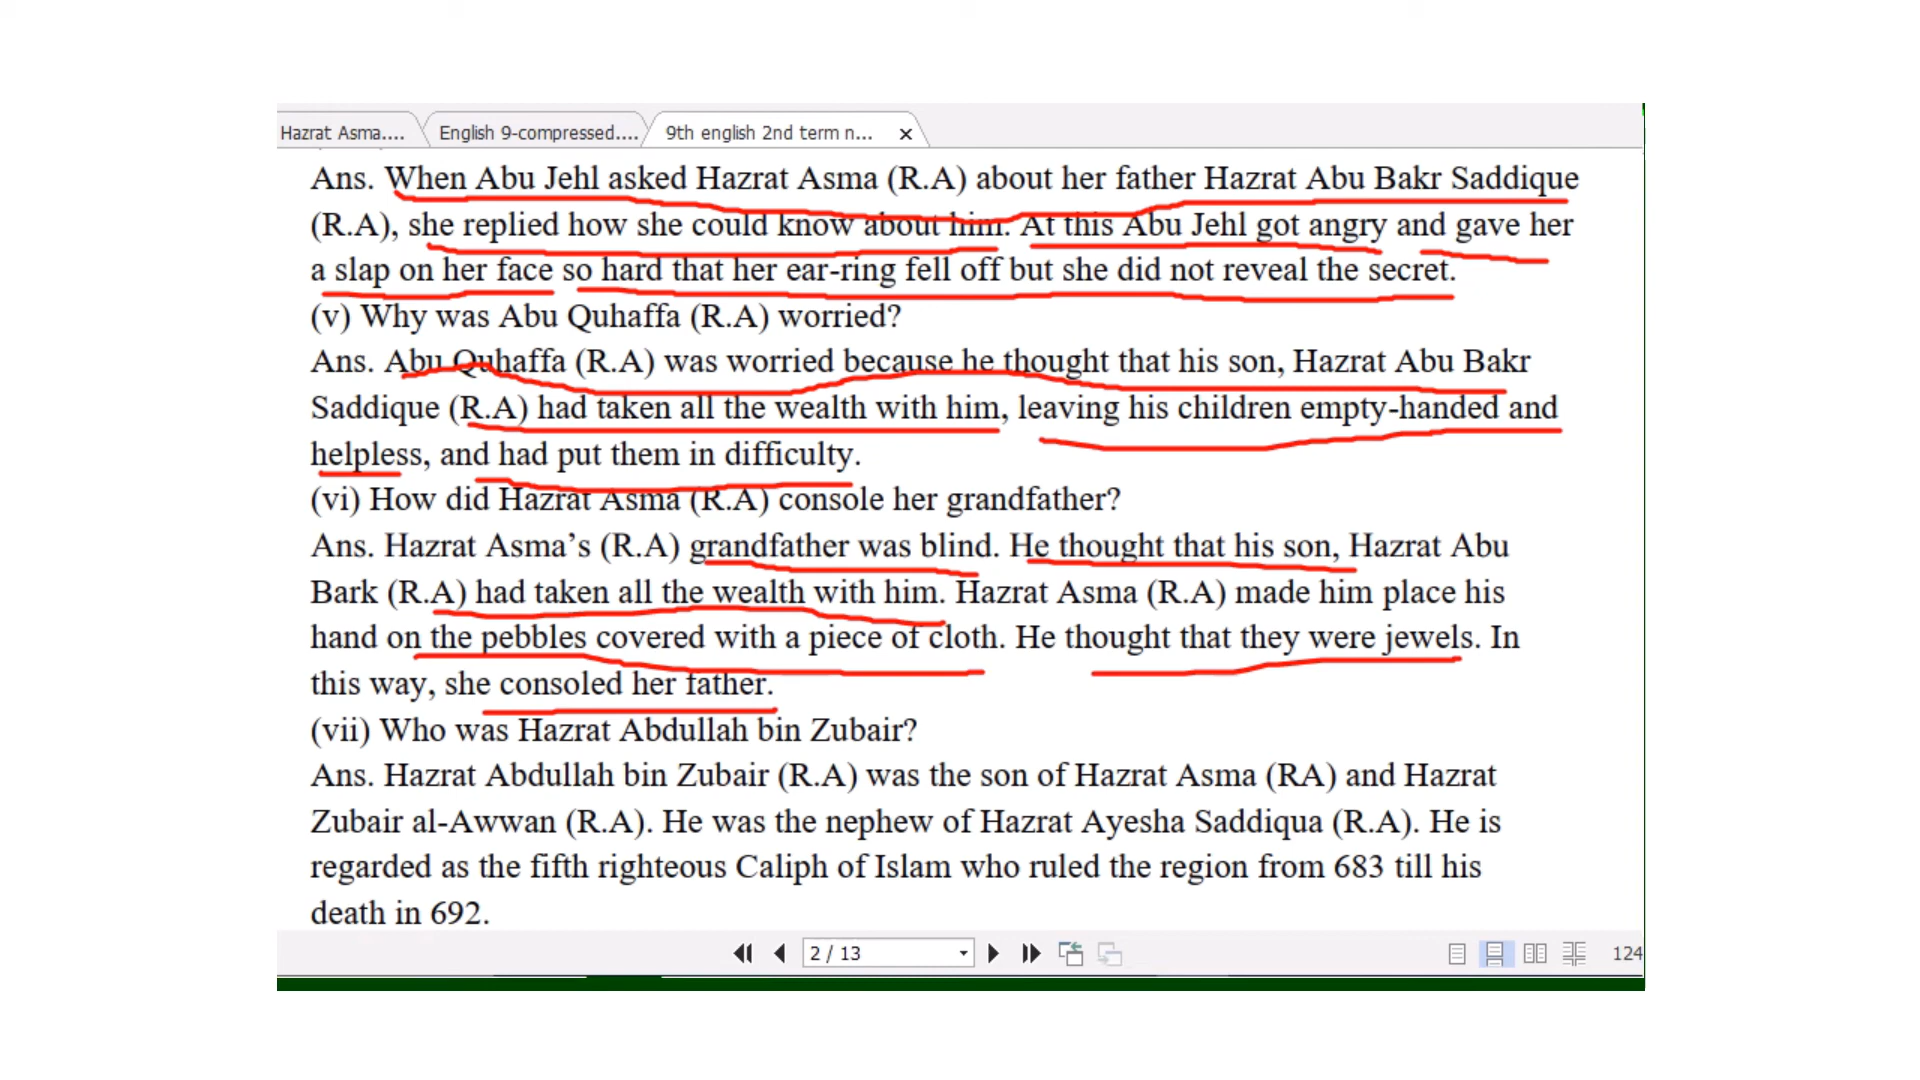 Hazrat Asma.... English 9-compressed.... 9th english 2nd term n...
Ans. When Abu Jehl asked Hazrat Asma (R.A) about her father Hazrat Abu Bakr Saddique
(R.A), she replied how she could know about him. At this Abu Jehl got angry and gave her
a slap on her face so hard that her ear-ring fell off but she did not reveal the secret.
(v) Why was Abu Quhaffa (R.A) worried?
Ans. Abu Quhaffa (R.A) was worried because he thought that his son, Hazrat Abu Bakr
Saddique (R.A) had taken all the wealth with him, leaving his children empty-handed and
helpless, and had put them in difficulty.
(vi) How did Hazrat Asma (R.A) console her grandfather?
Ans. Hazrat Asma’s (R.A) grandfather was blind. He thought that his son, Hazrat Abu
Bark (R.A) had taken all the wealth with him. Hazrat Asma (R.A) made him place his
hand on the pebbles covered with a piece of cloth. He thought that they were jewels. In
this way, she consoled her father.
(vii) Who was Hazrat Abdullah bin Zubair?
Ans. Hazrat Abdullah bin Zubair (R.A) was the son of Hazrat Asma (RA) and Hazrat
Zubair al-Awwan (R.A). He was the nephew of Hazrat Ayesha Saddiqua (R.A). He is
regarded as the fifth righteous Caliph of Islam who ruled the region from 683 till his
death in 692.
2 / 13 124